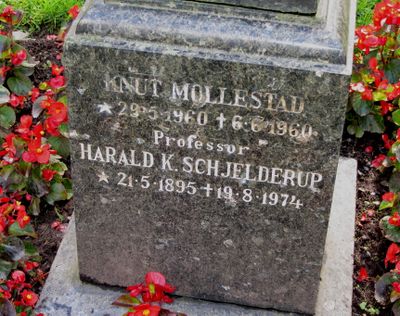 KNUT MOLLESTAD
★ 29·5·1960 ✝ 6·6·1960
Professor
HARALD K. SCHJELDERUP
★ 21·5·1895 ✝ 19·8·1974